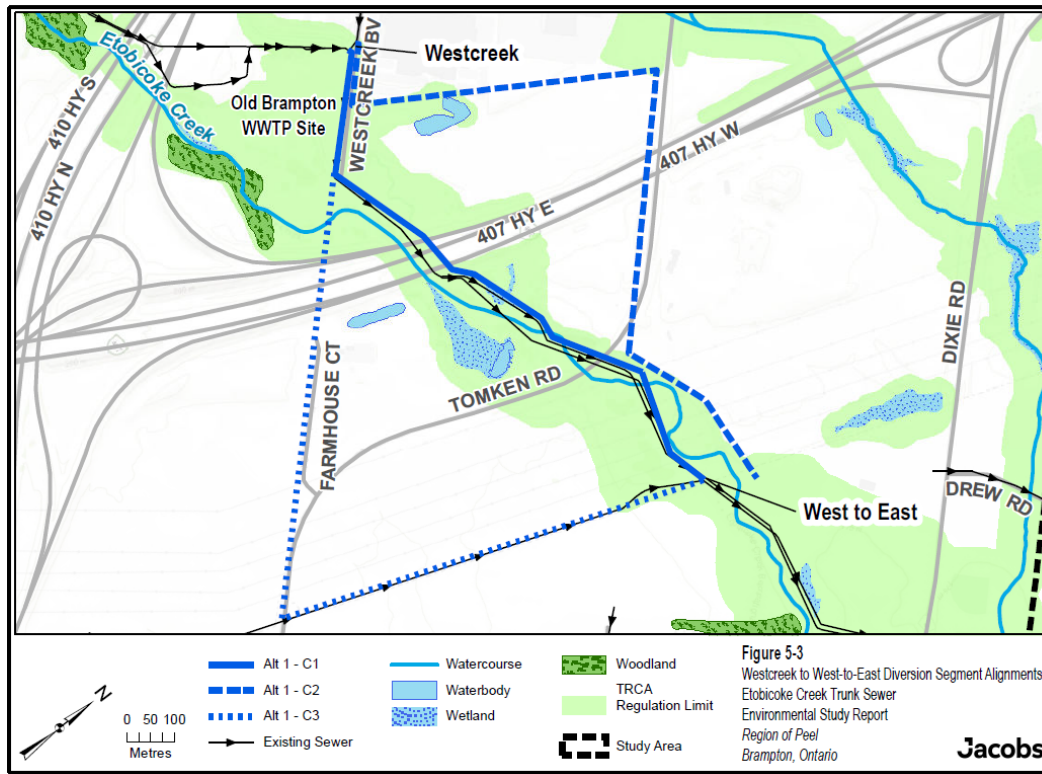 Etobicoke Creek
410 HY S
410 HY N
Old Brampton
WWTP Site
WESTCREEK BV
Westcreek
407 HY W
407 HY E
FARMHOUSE CT
TOMKEN RD
DIXIE RD
DREW RD
West to East
N
0 50 100
Metres
Alt 1 - C1
Alt 1 - C2
Alt 1 - C3
Existing Sewer
Watercourse
Waterbody
Wetland
Woodland
TRCA
Regulation Limit
Study Area
Figure 5-3
Westcreek to West-to-East Diversion Segment Alignments
Etobicoke Creek Trunk Sewer
Environmental Study Report
Region of Peel
Brampton, Ontario
Jacobs